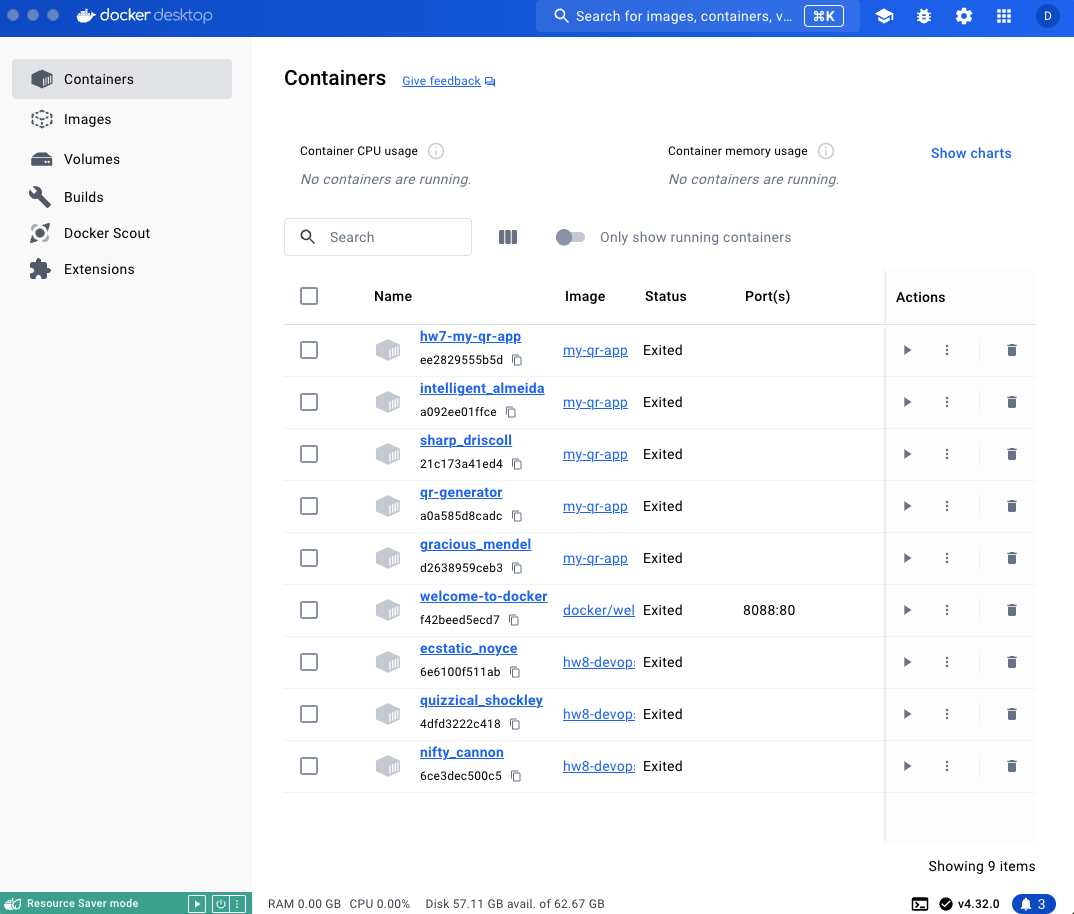 docker desktop
Search for images, containers, v...
⌘K
D
Containers
Images
Volumes
Builds
Docker Scout
Extensions
Containers
Give feedback
Container CPU usage
No containers are running.
Container memory usage
No containers are running.
Show charts
Search
Only show running containers
Name Image Status Port(s) Actions
hw7-my-qr-app
ee2829555b5d
my-qr-app Exited
intelligent_almeida
a092ee01ffce
my-qr-app Exited
sharp_driscoll
21c173a41ed4
my-qr-app Exited
qr-generator
a0a585d8cadc
my-qr-app Exited
gracious_mendel
d2638959ceb3
my-qr-app Exited
welcome-to-docker
f42beed5ecd7
docker/wel Exited 8088:80
ecstatic_noyce
6e6100f511ab
hw8-devops Exited
quizzical_shockley
4dfd3222c418
hw8-devops Exited
nifty_cannon
6ce3dec500c5
hw8-devops Exited
Showing 9 items
Resource Saver mode
RAM 0.00 GB CPU 0.00% Disk 57.11 GB avail. of 62.67 GB
v4.32.0
3